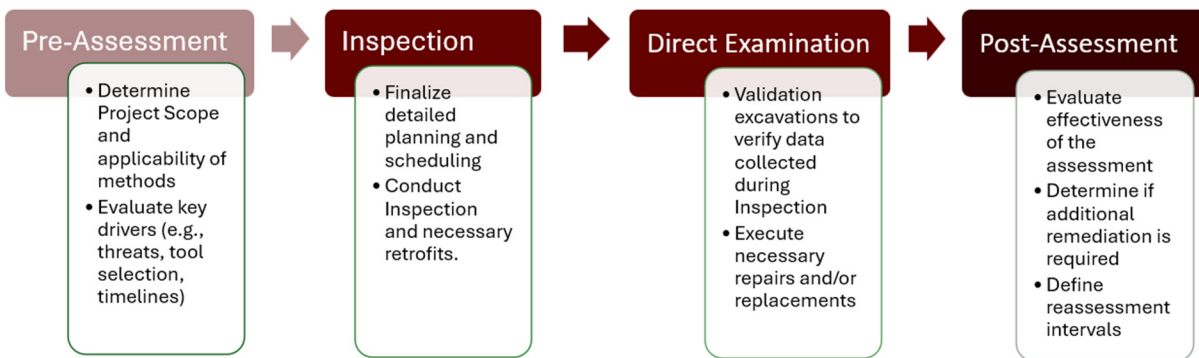 Pre-Assessment
• Determine
Project Scope
and
applicability of
methods
• Evaluate key
drivers (e.g.,
threats, tool
selection,
timelines)
Inspection
• Finalize
detailed
planning and
scheduling
• Conduct
Inspection
and necessary
retrofits.
Direct Examination
• Validation
excavations to
verify data
collected
during
Inspection
• Execute
necessary
repairs and/or
replacements
Post-Assessment
• Evaluate
effectiveness
of the
assessment
• Determine if
additional
remediation is
required
• Define
reassessment
intervals